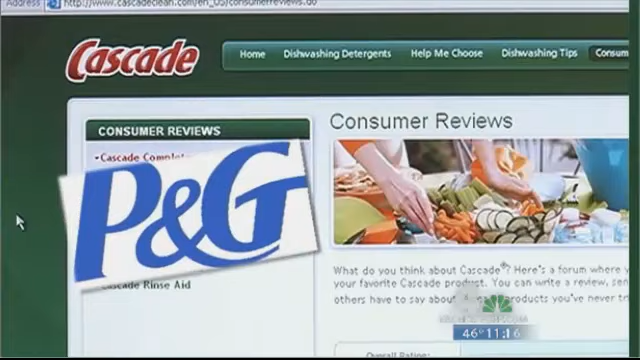 Address http://www.cascadeclean.com/en_US/consumerreviews.do
Cascade
Home Dishwashing Detergents Help Me Choose Dishwashing Tips Consum
CONSUMER REVIEWS
Cascade Complete
P&G
Cascade Rinse Aid
Consumer Reviews
What do you think about Cascade®? Here's a forum where y
your favorite Cascade product. You can write a review, sen
others have to say about products you've never tri
Overall Rating:
46° 11:16